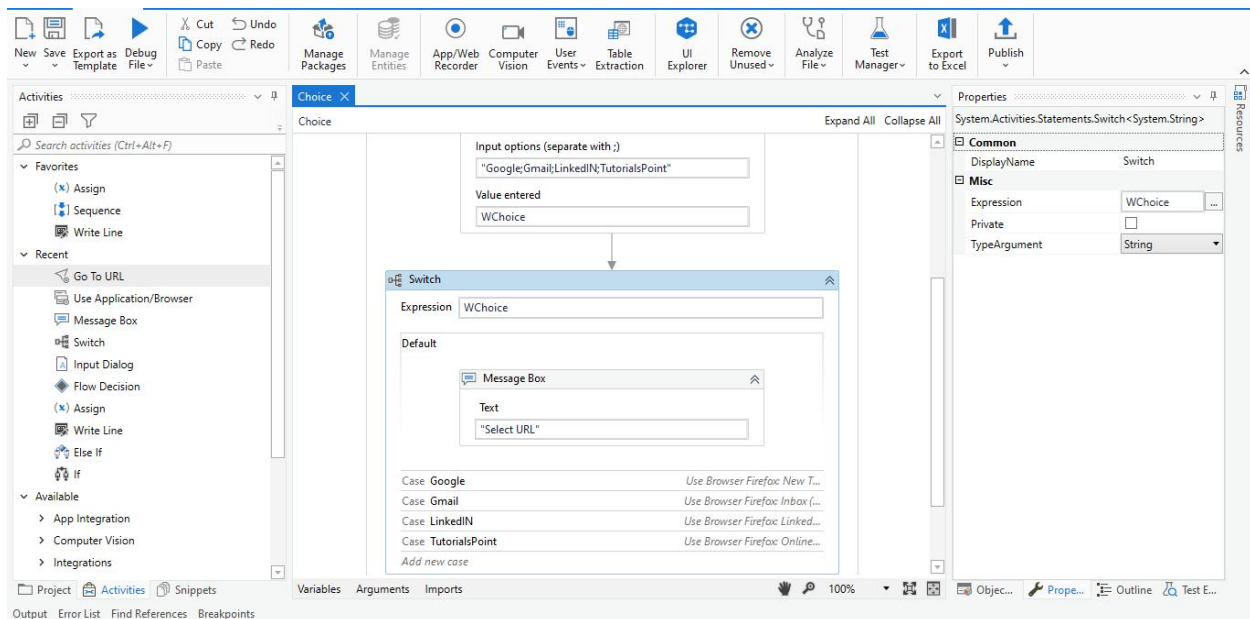 Cut Undo
Copy Redo
Paste
New Save Export as Template Debug File
Manage Packages
Manage Entities
App/Web Recorder
Computer Vision
User Events
Table Extraction
UI Explorer
Remove Unused
Analyze File
Test Manager
Export to Excel
Publish
Activities
Search activities (Ctrl+Alt+F)
Favorites
Assign
Sequence
Write Line
Recent
Go To URL
Use Application/Browser
Message Box
Switch
Input Dialog
Flow Decision
Assign
Write Line
Else If
If
Available
App Integration
Computer Vision
Integrations
Project Activities Snippets
Choice
Choice Expand All Collapse All
Input options (separate with ;)
"Google;Gmail;LinkedIN;TutorialsPoint"
Value entered
WChoice
Switch
Expression WChoice
Default
Message Box
Text
"Select URL"
Case Google Use Browser Firefox: New T...
Case Gmail Use Browser Firefox: Inbox (...
Case LinkedIN Use Browser Firefox: Linked...
Case TutorialsPoint Use Browser Firefox: Online...
Add new case
Variables Arguments Imports 100%
Properties
System.Activities.Statements.Switch<System.String>
Common
DisplayName Switch
Misc
Expression WChoice ...
Private
TypeArgument String
Objec... Prope... Outline Test E...
Resources
Output Error List Find References Breakpoints